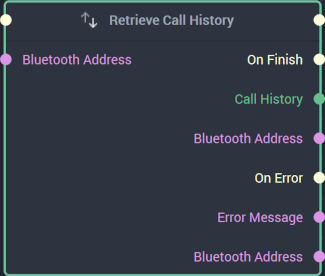 Retrieve Call History
Bluetooth Address
On Finish
Call History
Bluetooth Address
On Error
Error Message
Bluetooth Address